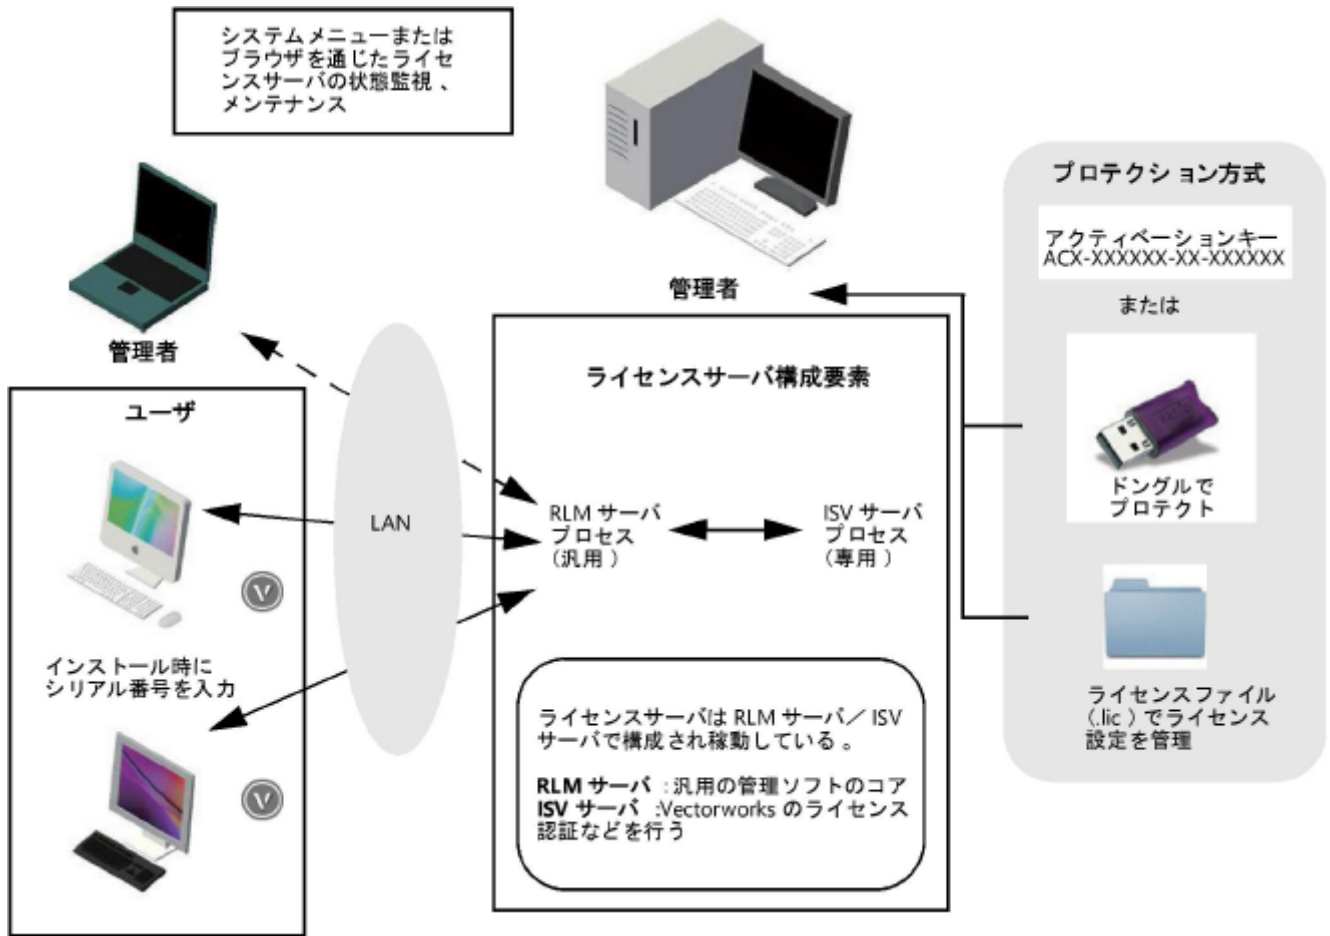 システムメニューまたは
ブラウザを通じたライセ
ンスサーバの状態監視、
メンテナンス
プロテクション方式
アクティベーションキー
ACX-XXXXXX-XX-XXXXXX
または
ドングルで
プロテクト
ライセンスファイル
(.lic)でライセンス
設定を管理
管理者
管理者
ユーザ
インストール時に
シリアル番号を入力
LAN
ライセンスサーバ構成要素
RLM サーバ
プロセス
(汎用)
ISV サーバ
プロセス
(専用)
ライセンスサーバは RLM サーバ/ ISV
サーバで構成され稼動している。
RLM サーバ :汎用の管理ソフトのコア
ISV サーバ :Vectorworks のライセンス
認証などを行う
V
V